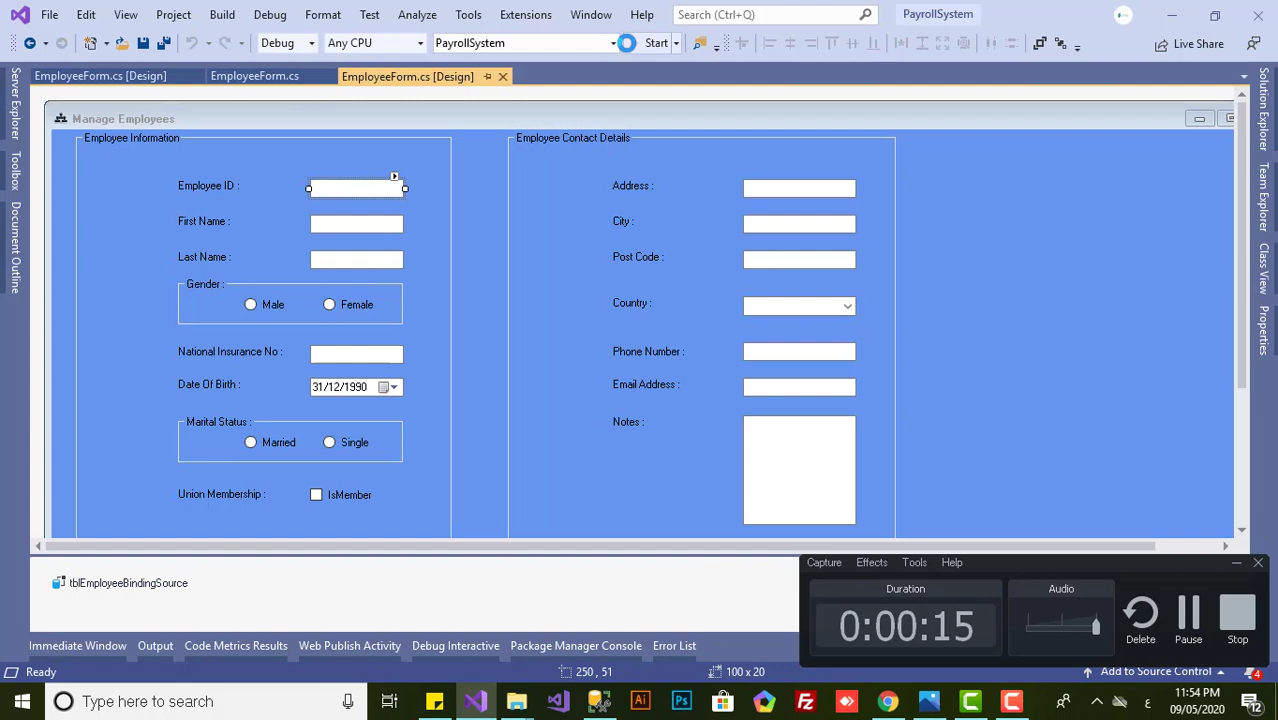 File Edit View Project Build Debug Format Test Analyze Tools Extensions Window Help Search (Ctrl+Q) PayrollSystem
Debug Any CPU PayrollSystem Start Live Share
EmployeeForm.cs [Design] EmployeeForm.cs EmployeeForm.cs [Design]
Server Explorer
Toolbox
Document Outline
Manage Employees
Employee Information
Employee ID :
First Name :
Last Name :
Gender :
Male Female
National Insurance No :
Date Of Birth : 31/12/1990
Marital Status :
Married Single
Union Membership : IsMember
Employee Contact Details
Address :
City :
Post Code :
Country :
Phone Number :
Email Address :
Notes :
Solution Explorer
Team Explorer
Class View
Properties
tblEmployeeBindingSource
Capture Effects Tools Help
Duration
0:00:15
Audio
Delete Pause Stop
Immediate Window Output Code Metrics Results Web Publish Activity Debug Interactive Package Manager Console Error List
Ready 250 , 51 100 x 20 Add to Source Control 4
Type here to search
Ai Ps Fz
ع
11:54 PM
09/05/2020
12